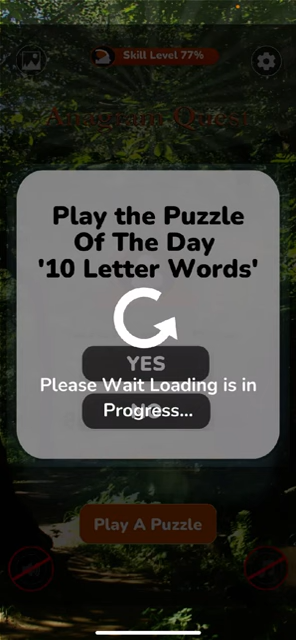 Skill Level 77%
Anagram Quest
Play the Puzzle
Of The Day
'10 Letter Words'
YES
Please Wait Loading is in
Progress...
NO
Play A Puzzle